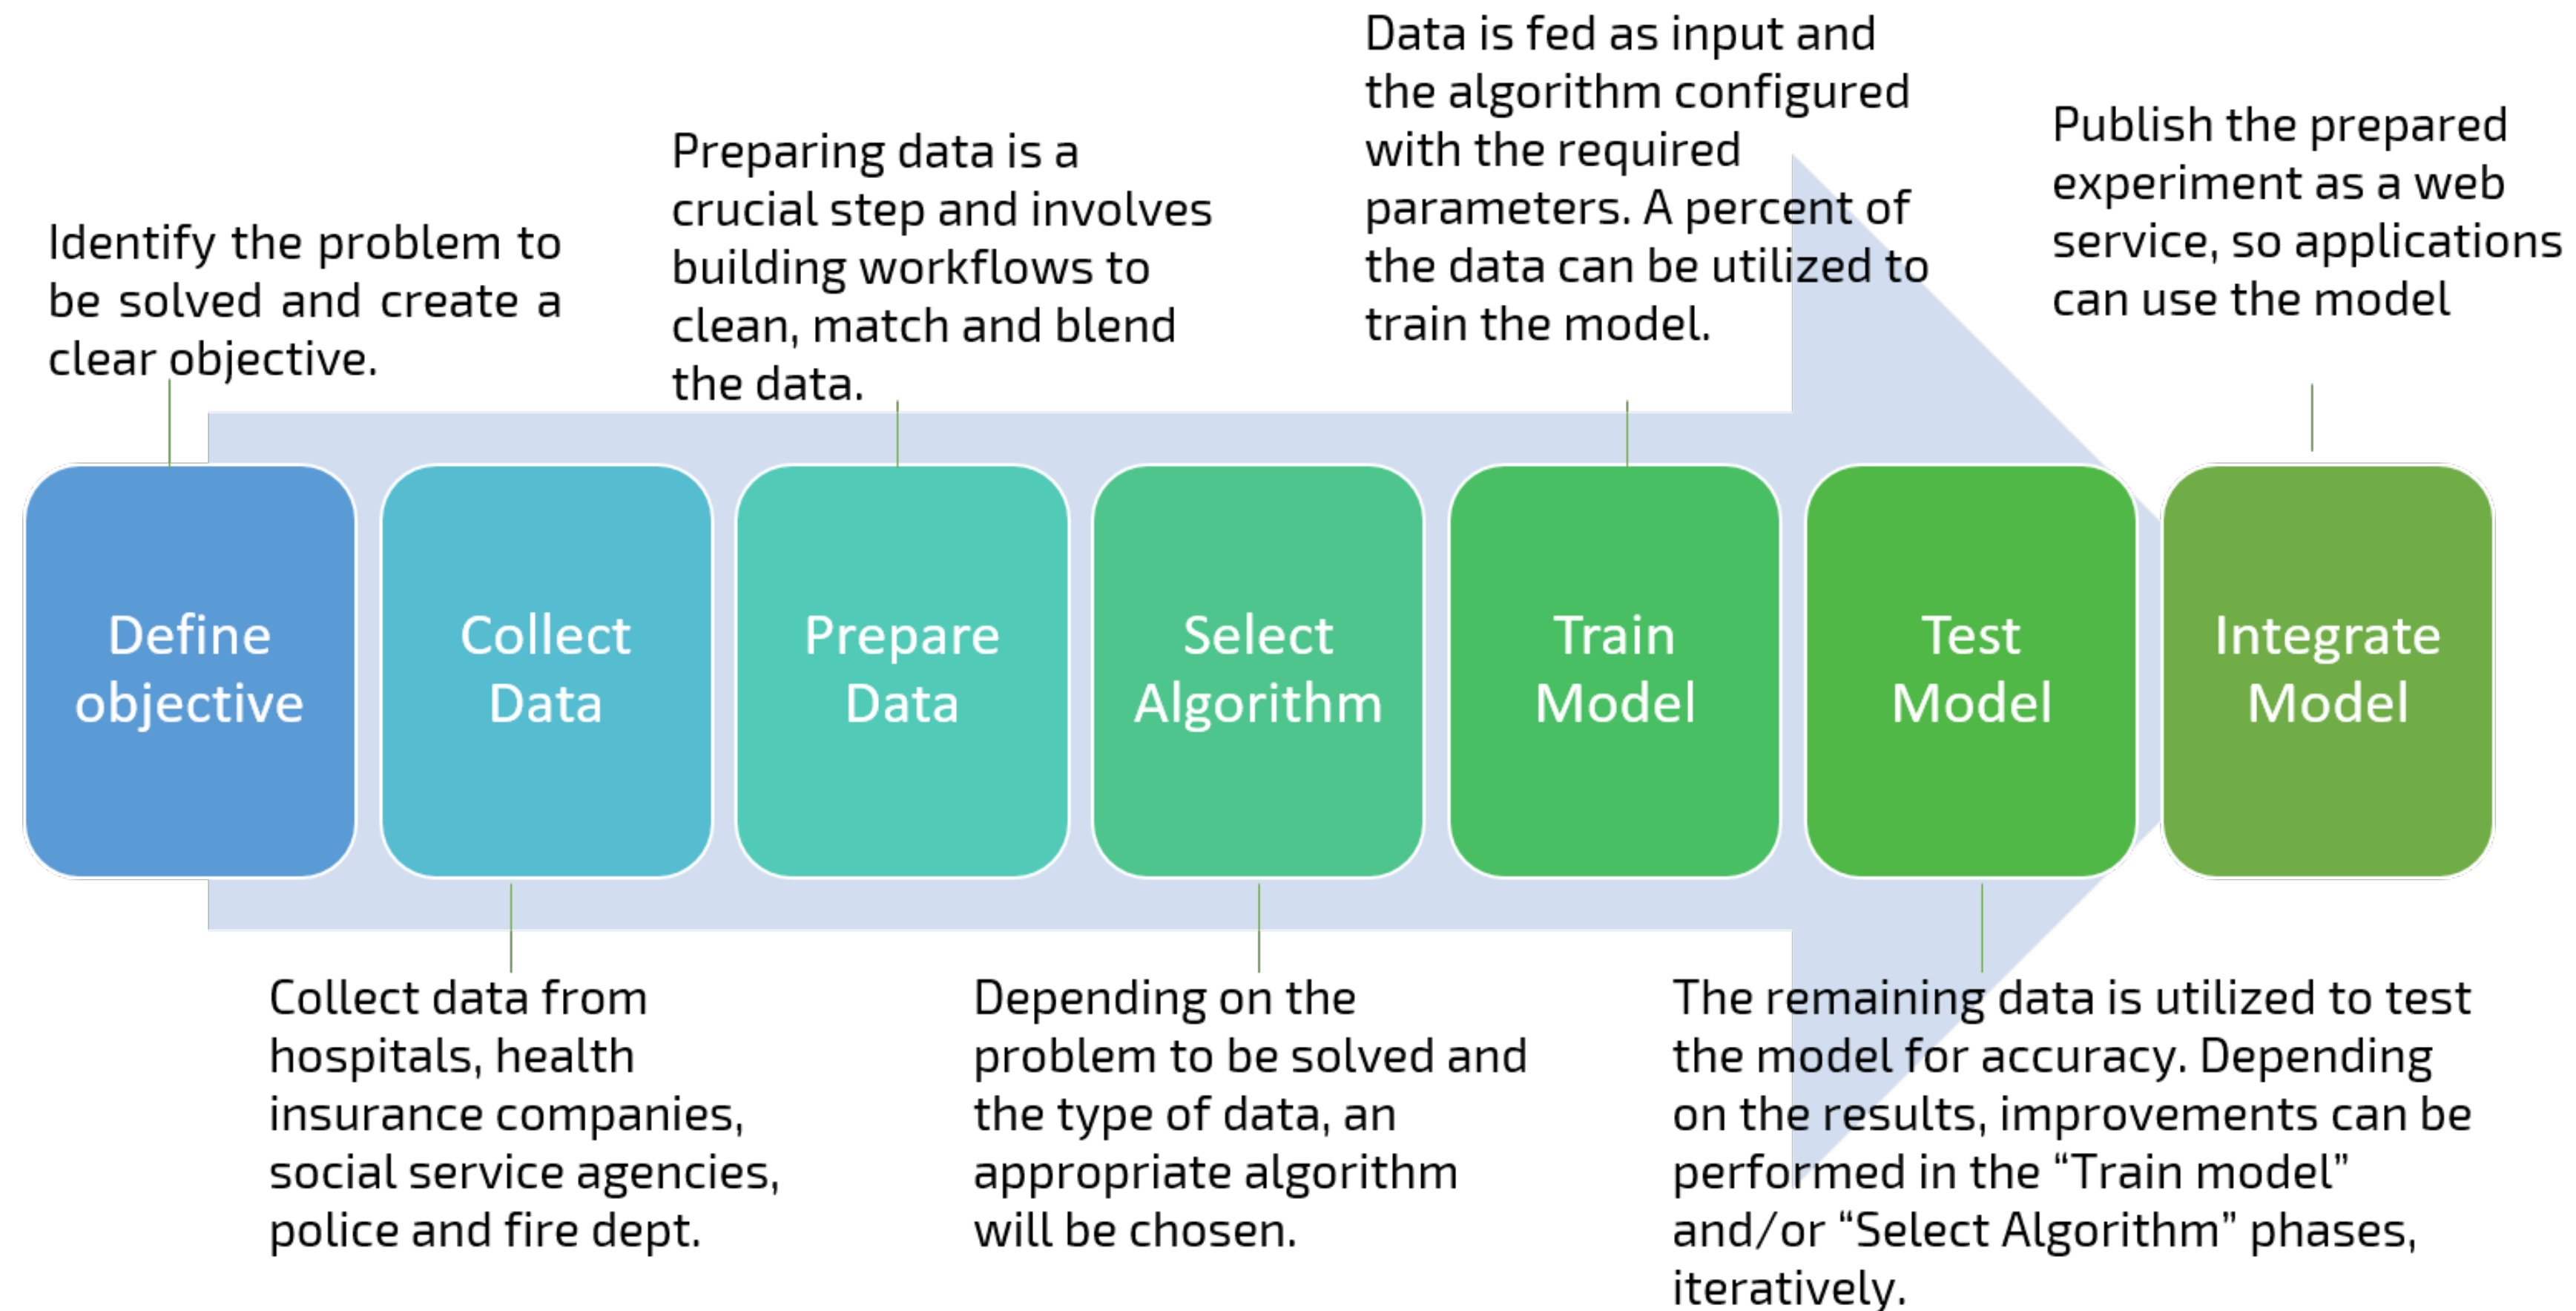 Identify the problem to
be solved and create a
clear objective.
Preparing data is a
crucial step and involves
building workflows to
clean, match and blend
the data.
Data is fed as input and
the algorithm configured
with the required
parameters. A percent of
the data can be utilized to
train the model.
Publish the prepared
experiment as a web
service, so applications
can use the model
Define
objective
Collect
Data
Prepare
Data
Select
Algorithm
Train
Model
Test
Model
Integrate
Model
Collect data from
hospitals, health
insurance companies,
social service agencies,
police and fire dept.
Depending on the
problem to be solved and
the type of data, an
appropriate algorithm
will be chosen.
The remaining data is utilized to test
the model for accuracy. Depending
on the results, improvements can be
performed in the “Train model”
and/or “Select Algorithm” phases,
iteratively.